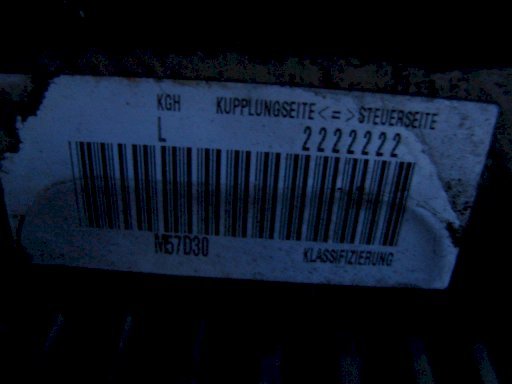 KGH KUPPLUNGSEITE<=>STEUERSEITE
L 2222222
M57D30 KLASSIFIZIERUNG